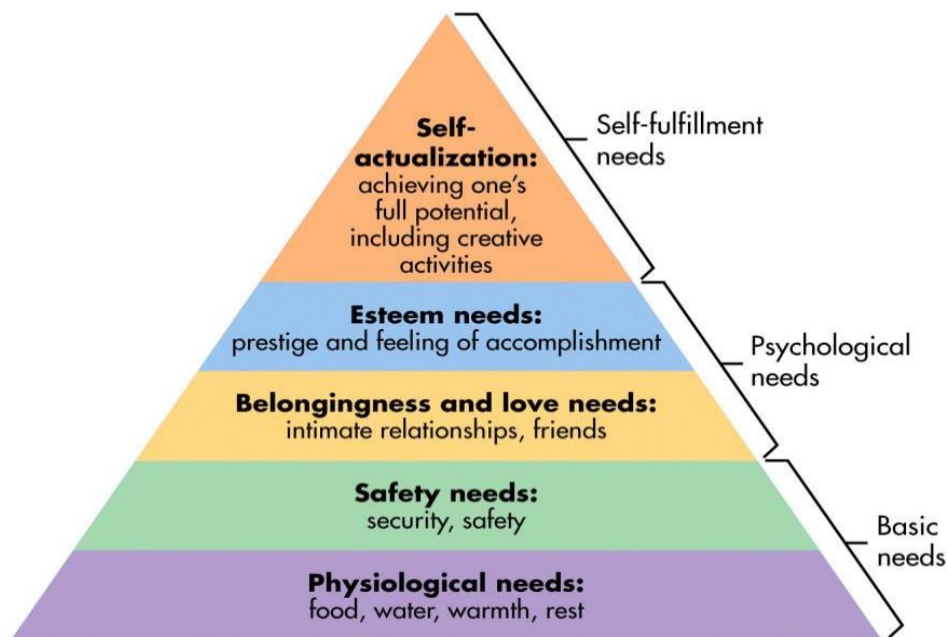 Self-
actualization:
achieving one's
full potential,
including creative
activities
Self-fulfillment
needs
Esteem needs:
prestige and feeling of accomplishment
Belongingness and love needs:
intimate relationships, friends
Psychological
needs
Safety needs:
security, safety
Physiological needs:
food, water, warmth, rest
Basic
needs